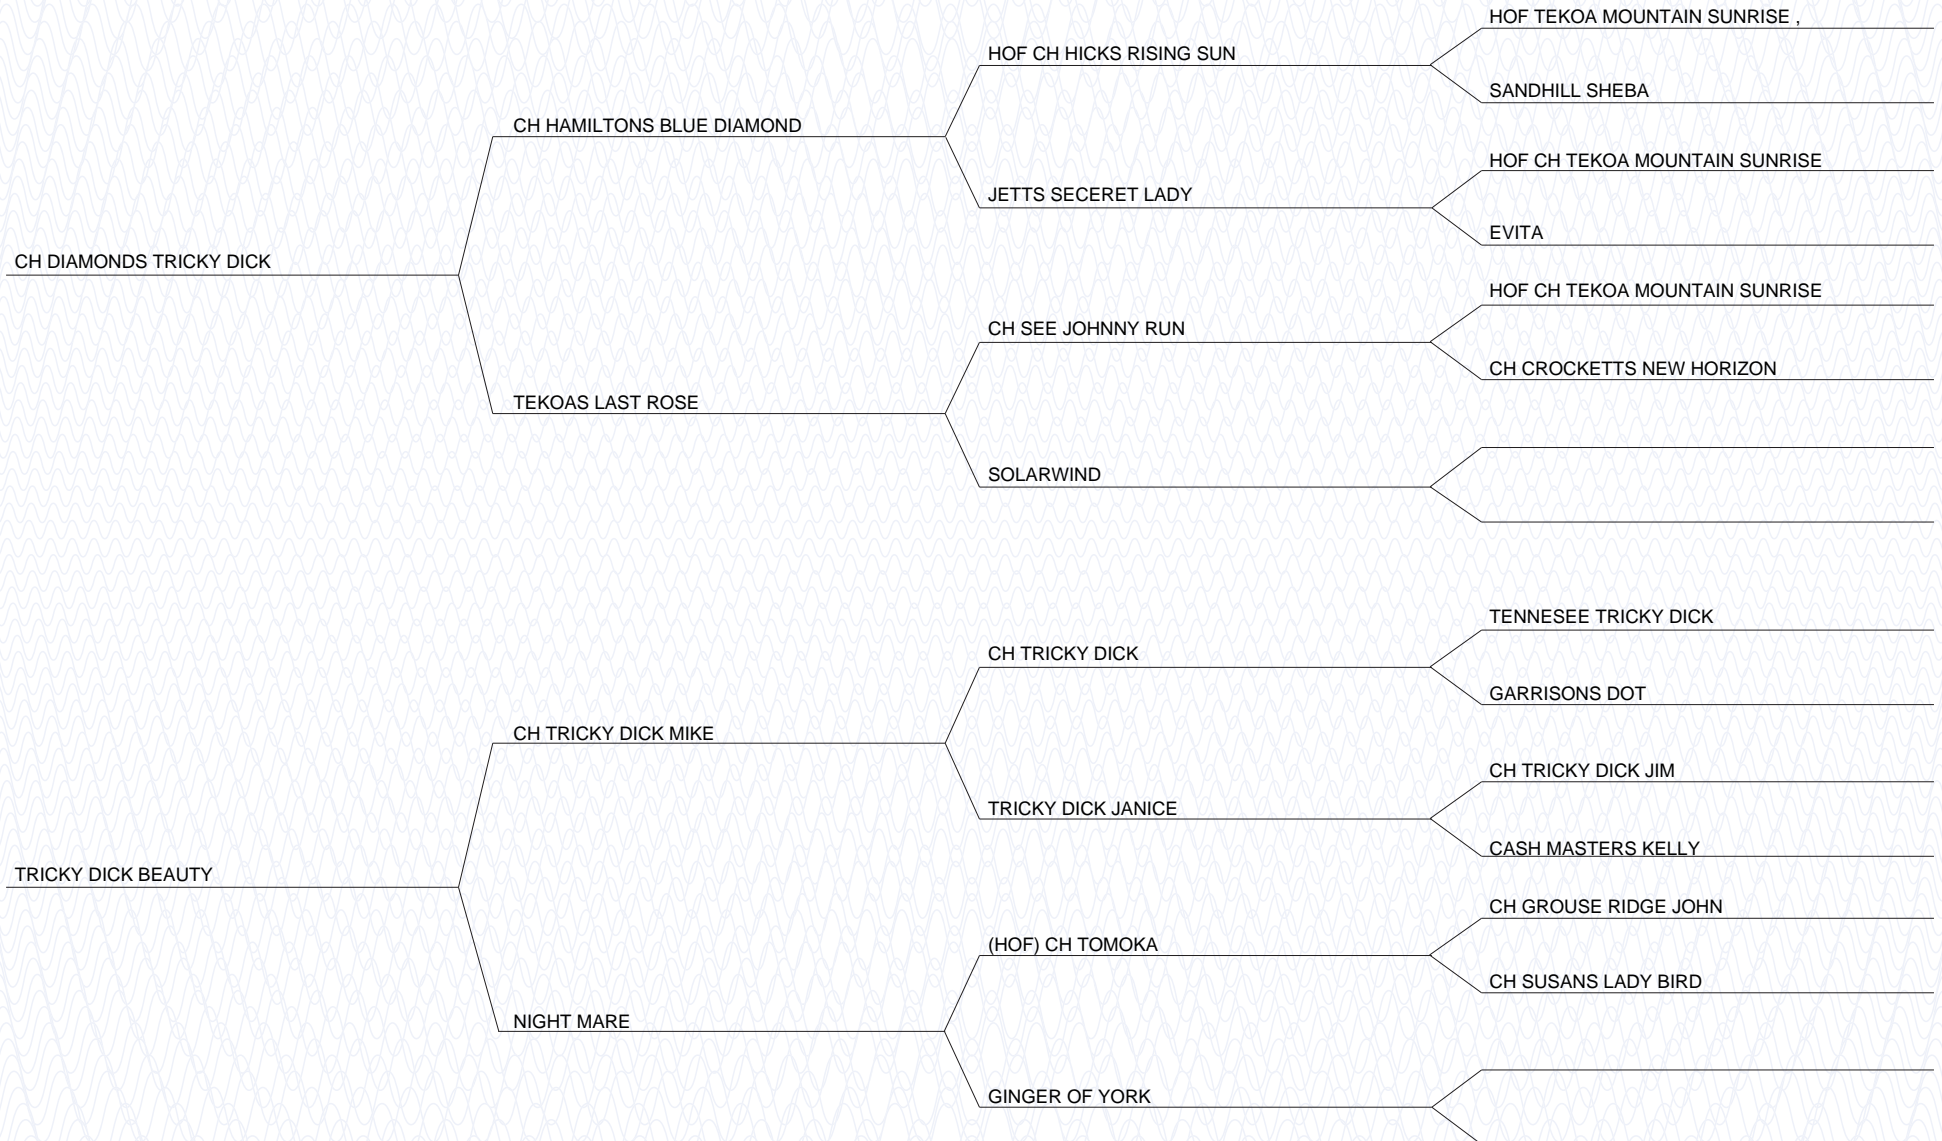 HOF TEKOA MOUNTAIN SUNRISE ,
HOF CH HICKS RISING SUN
SANDHILL SHEBA
CH HAMILTONS BLUE DIAMOND
HOF CH TEKOA MOUNTAIN SUNRISE
JETTS SECERET LADY
EVITA
CH DIAMONDS TRICKY DICK
HOF CH TEKOA MOUNTAIN SUNRISE
CH SEE JOHNNY RUN
CH CROCKETTS NEW HORIZON
TEKOAS LAST ROSE
SOLARWIND
TENNESEE TRICKY DICK
CH TRICKY DICK
GARRISONS DOT
CH TRICKY DICK MIKE
CH TRICKY DICK JIM
TRICKY DICK JANICE
CASH MASTERS KELLY
TRICKY DICK BEAUTY
CH GROUSE RIDGE JOHN
(HOF) CH TOMOKA
CH SUSANS LADY BIRD
NIGHT MARE
GINGER OF YORK